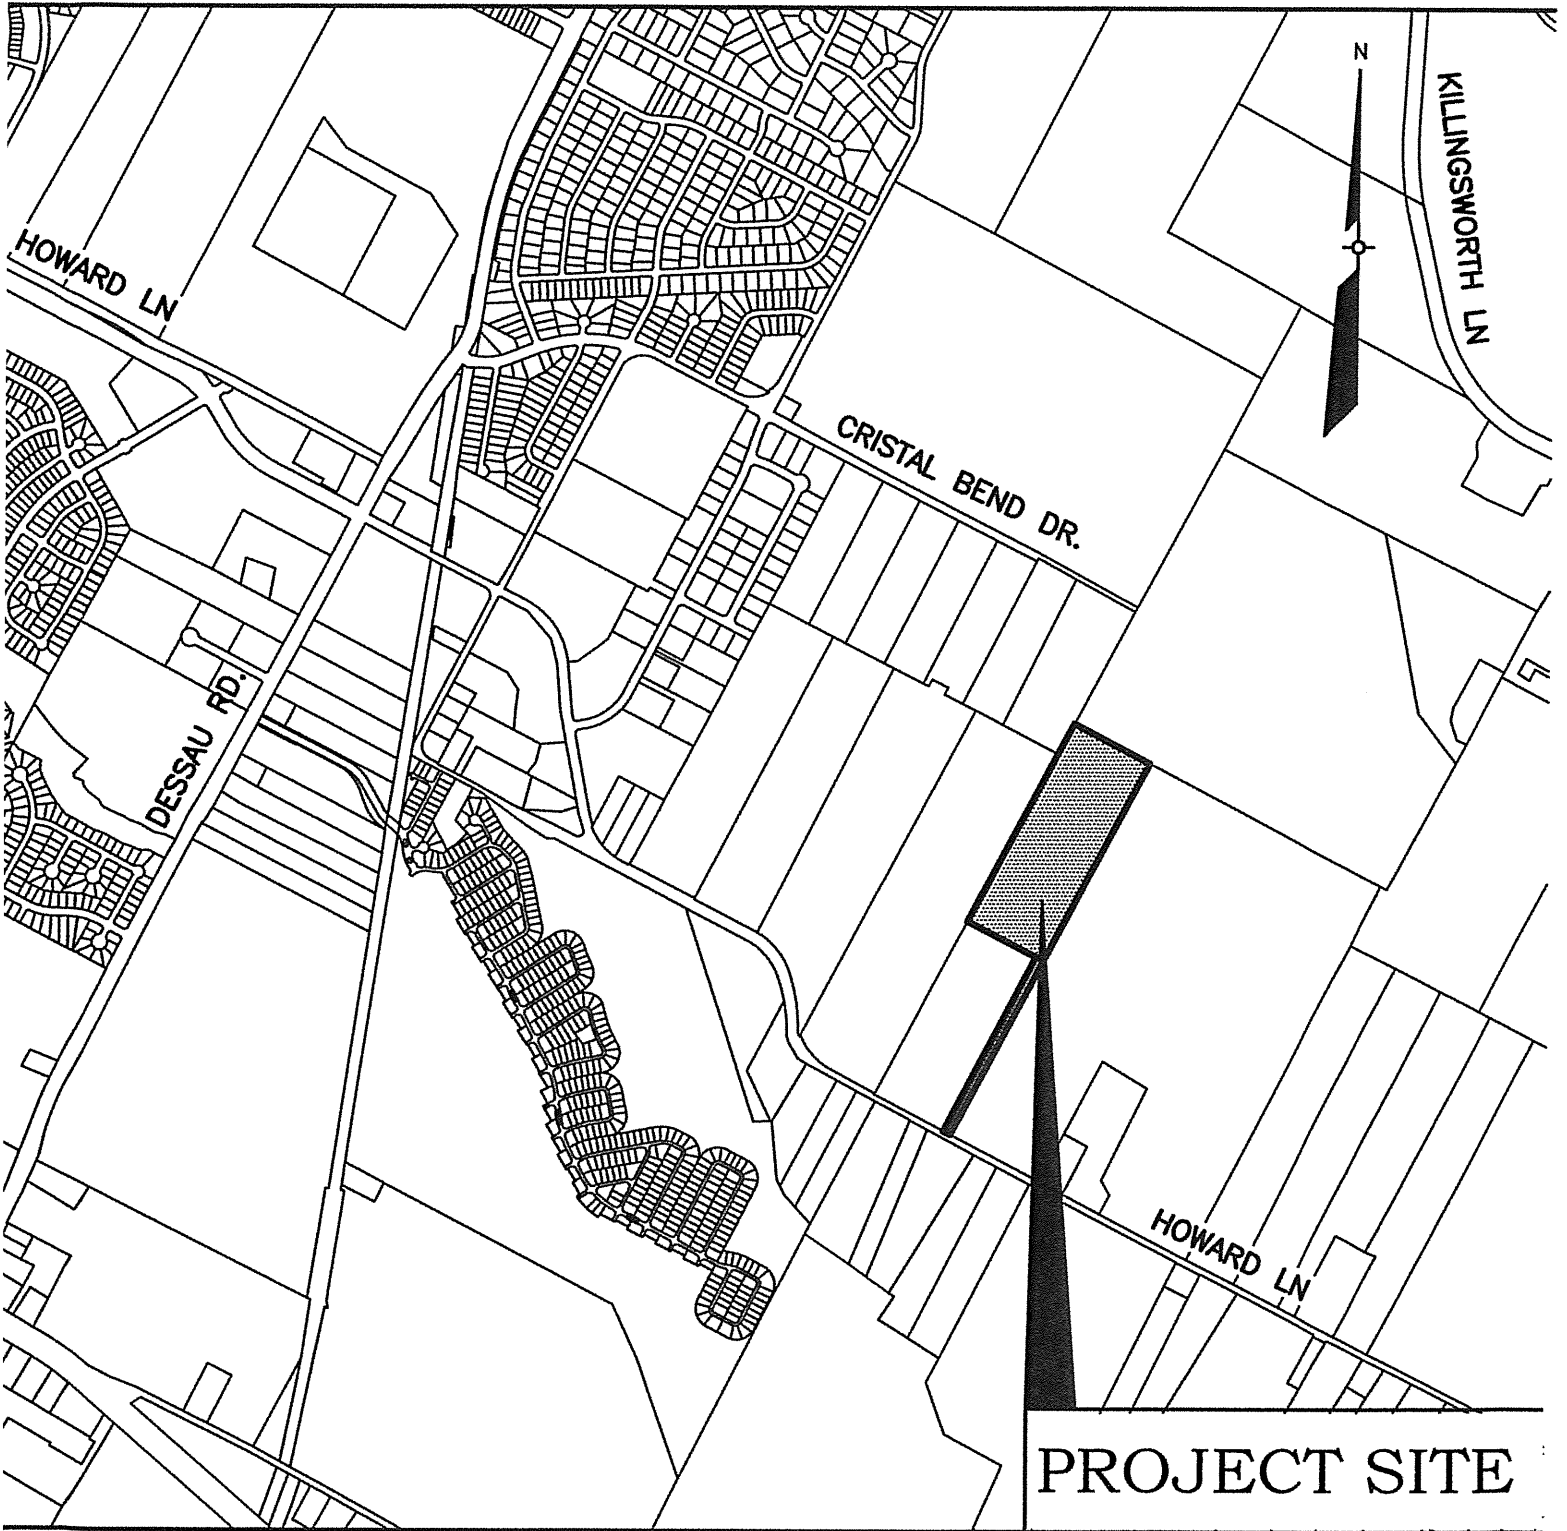 N
KILLINGSWORTH LN
HOWARD LN
CRISTAL BEND DR.
DESSAU RD.
HOWARD LN
PROJECT SITE